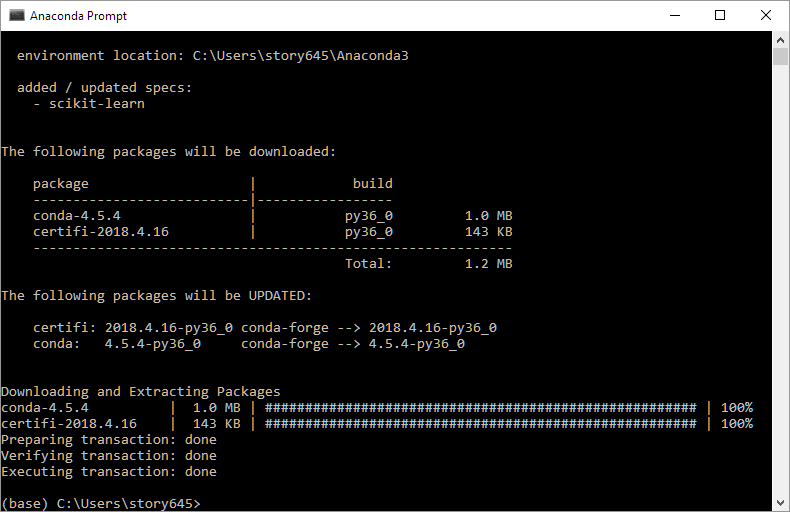 Anaconda Prompt
environment location: C:\Users\story645\Anaconda3
added / updated specs:
- scikit-learn
The following packages will be downloaded:
package | build
---------------------------|-----------------
conda-4.5.4 | py36_0 1.0 MB
certifi-2018.4.16 | py36_0 143 KB
------------------------------------------------------------
Total: 1.2 MB
The following packages will be UPDATED:
certifi: 2018.4.16-py36_0 conda-forge --> 2018.4.16-py36_0
conda: 4.5.4-py36_0 conda-forge --> 4.5.4-py36_0
Downloading and Extracting Packages
conda-4.5.4 | 1.0 MB | ###################################################### | 100%
certifi-2018.4.16 | 143 KB | ###################################################### | 100%
Preparing transaction: done
Verifying transaction: done
Executing transaction: done
(base) C:\Users\story645>